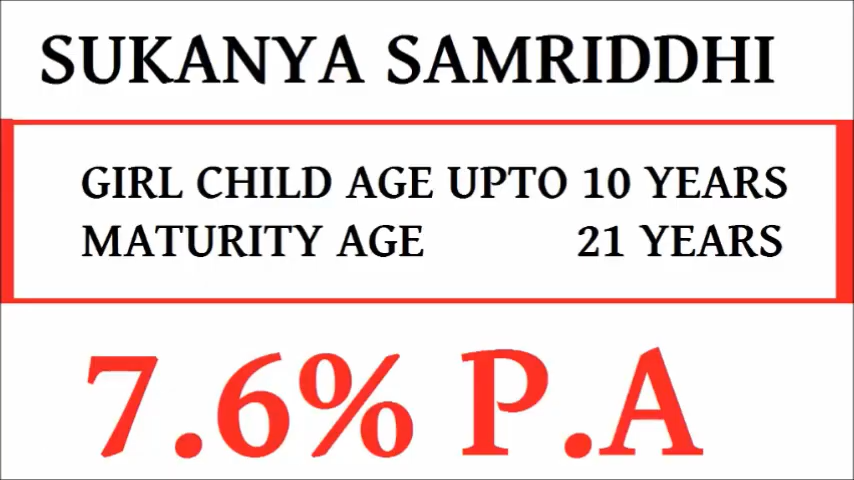 SUKANYA SAMRIDDHI
GIRL CHILD AGE UPTO 10 YEARS
MATURITY AGE 21 YEARS
7.6% P.A